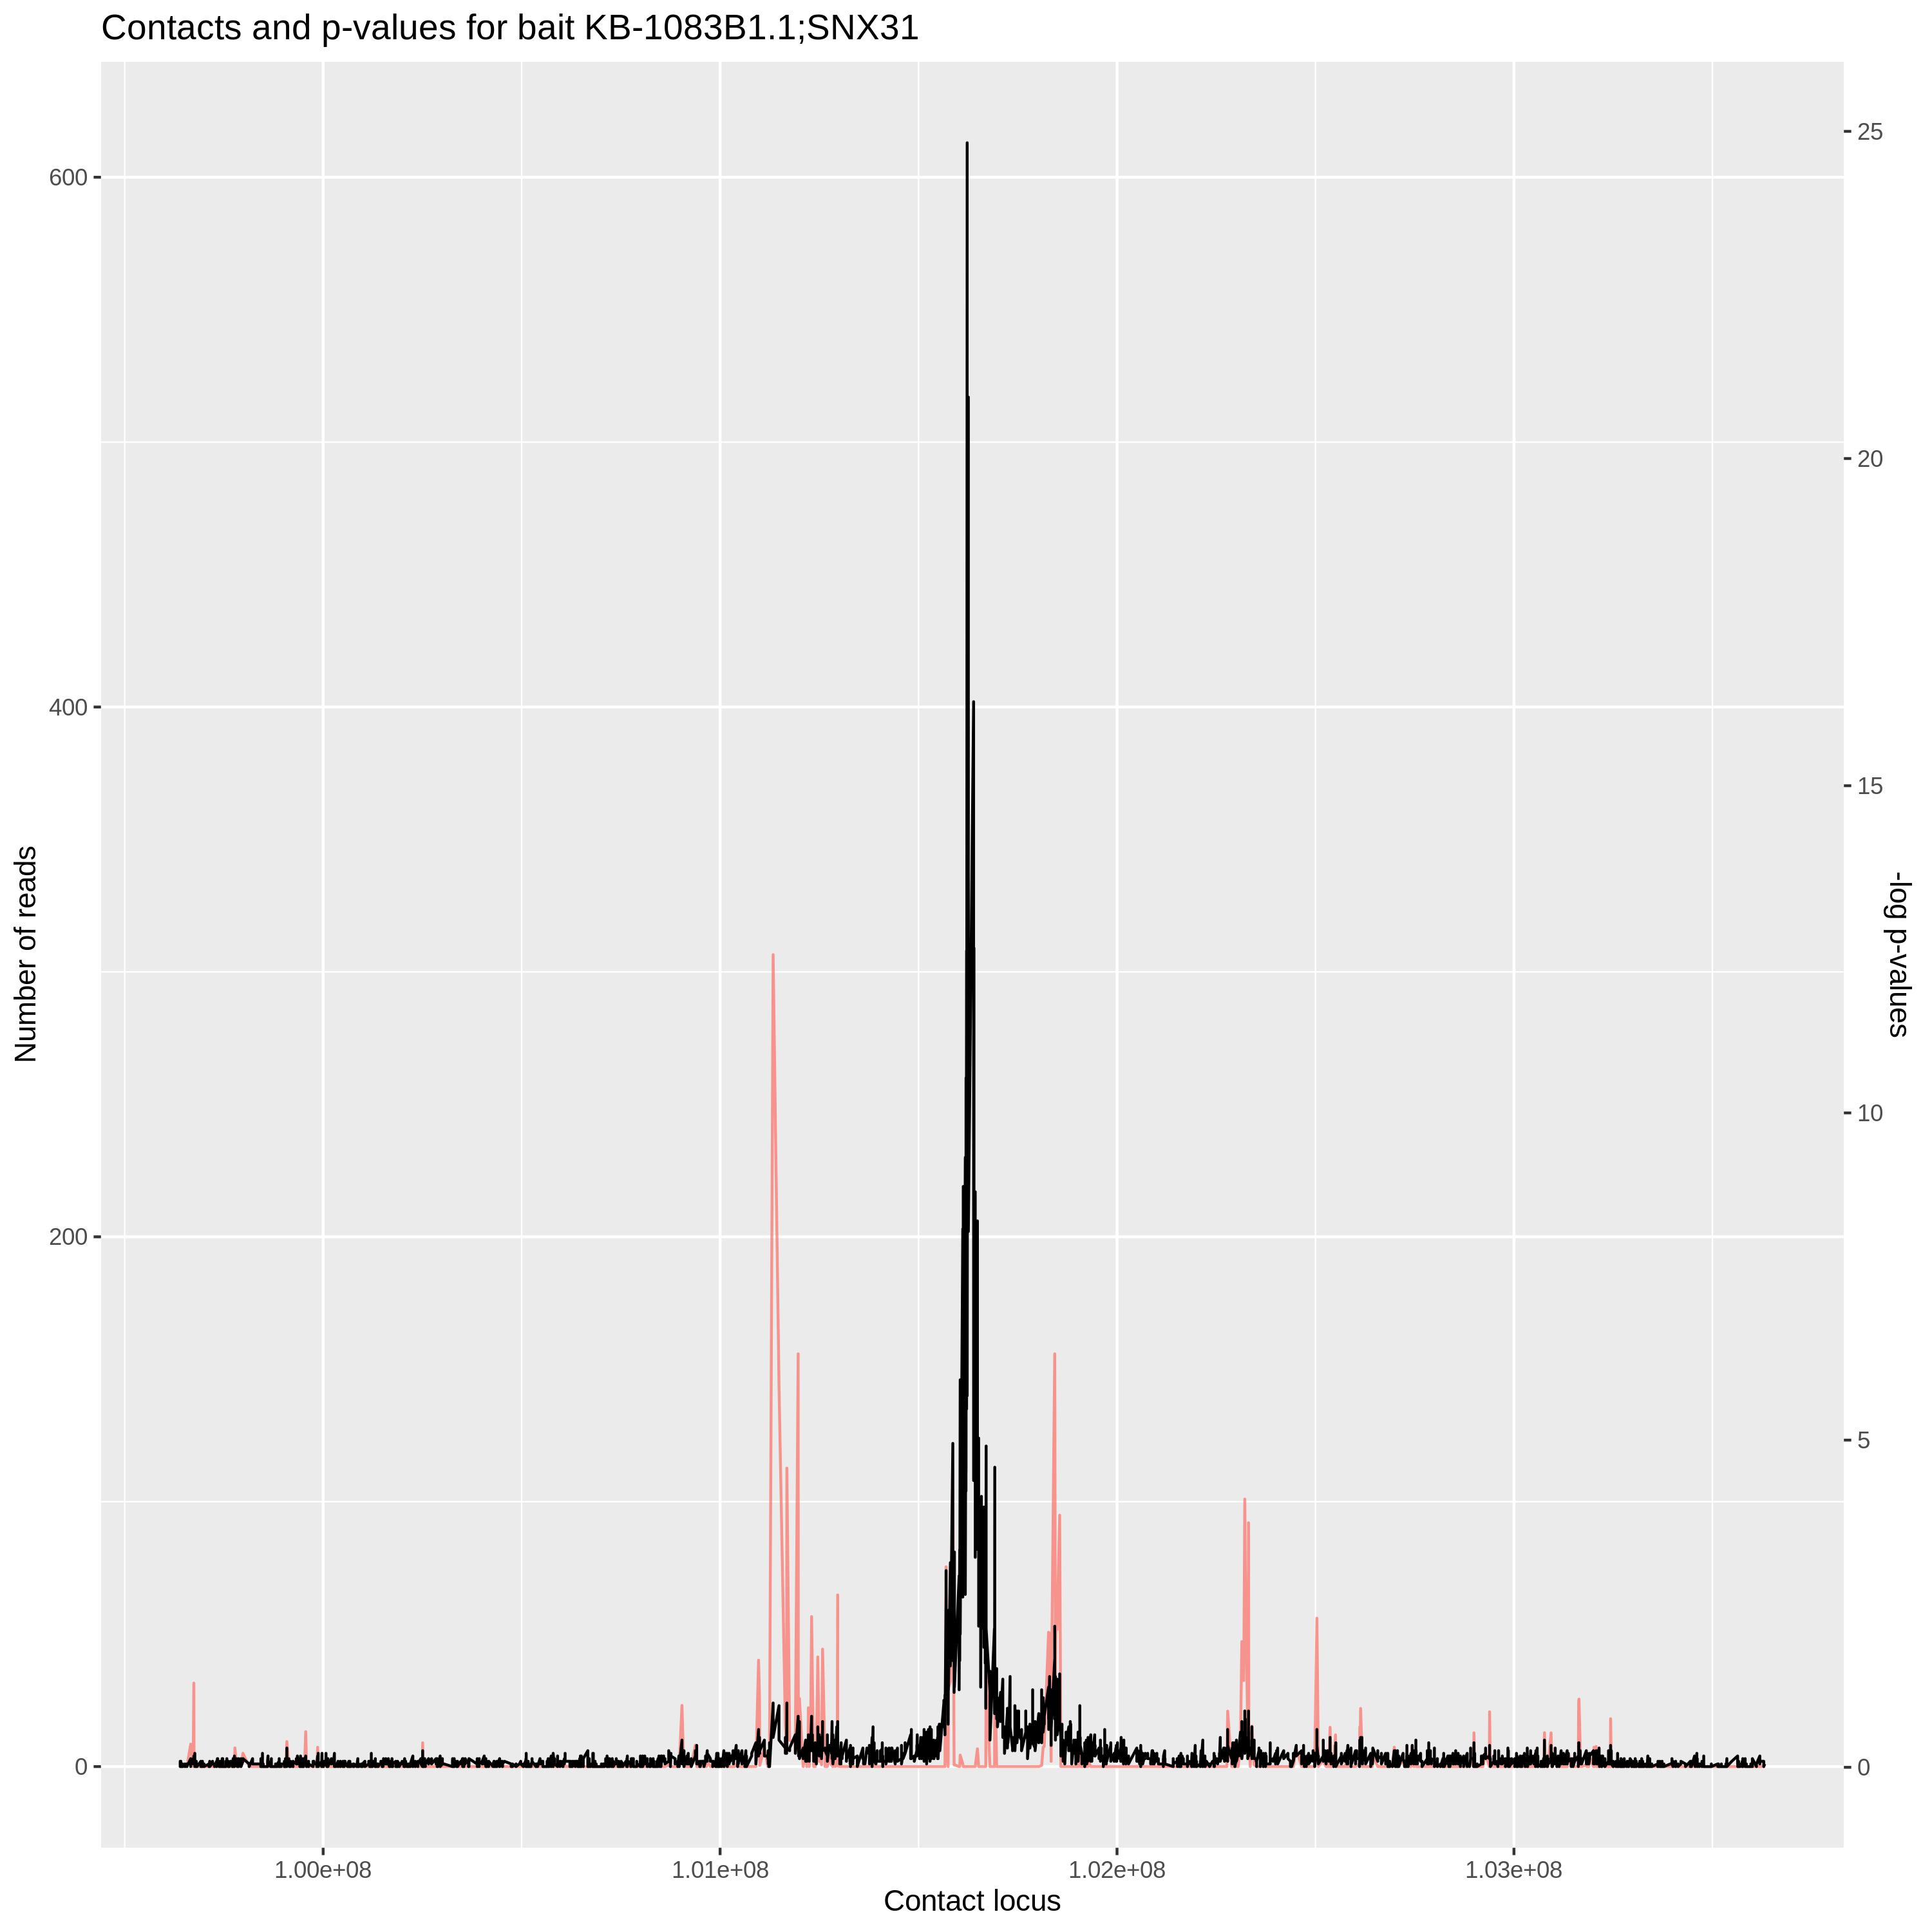 Contacts and p-values for bait KB-1083B1.1;SNX31
600
400
200
0
Number of reads
25
20
15
10
5
0
-log p-values
1.00e+08
1.01e+08
1.02e+08
1.03e+08
Contact locus